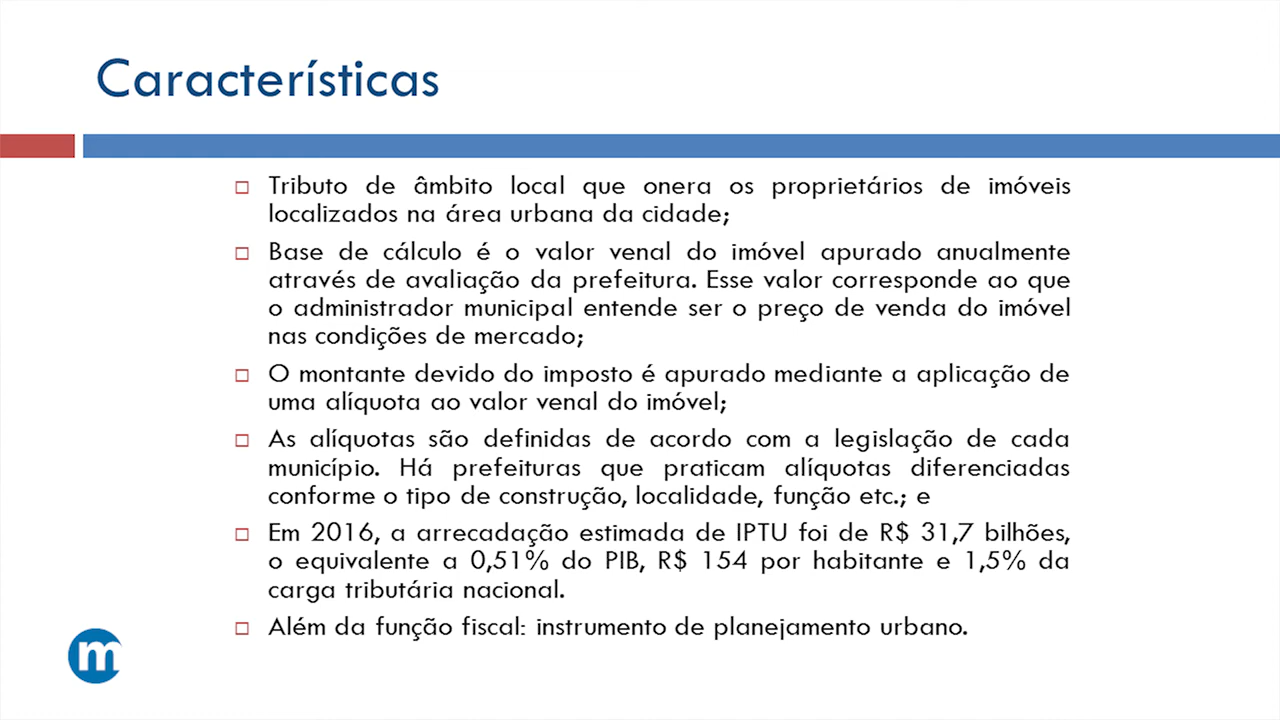 Características
Tributo de âmbito local que onera os proprietários de imóveis
localizados na área urbana da cidade;
Base de cálculo é o valor venal do imóvel apurado anualmente
através de avaliação da prefeitura. Esse valor corresponde ao que
o administrador municipal entende ser o preço de venda do imóvel
nas condições de mercado;
O montante devido do imposto é apurado mediante a aplicação de
uma alíquota ao valor venal do imóvel;
As alíquotas são definidas de acordo com a legislação de cada
município. Há prefeituras que praticam alíquotas diferenciadas
conforme o tipo de construção, localidade, função etc.; e
Em 2016, a arrecadação estimada de IPTU foi de R$ 31,7 bilhões,
o equivalente a 0,51% do PIB, R$ 154 por habitante e 1,5% da
carga tributária nacional.
Além da função fiscal: instrumento de planejamento urbano.
m